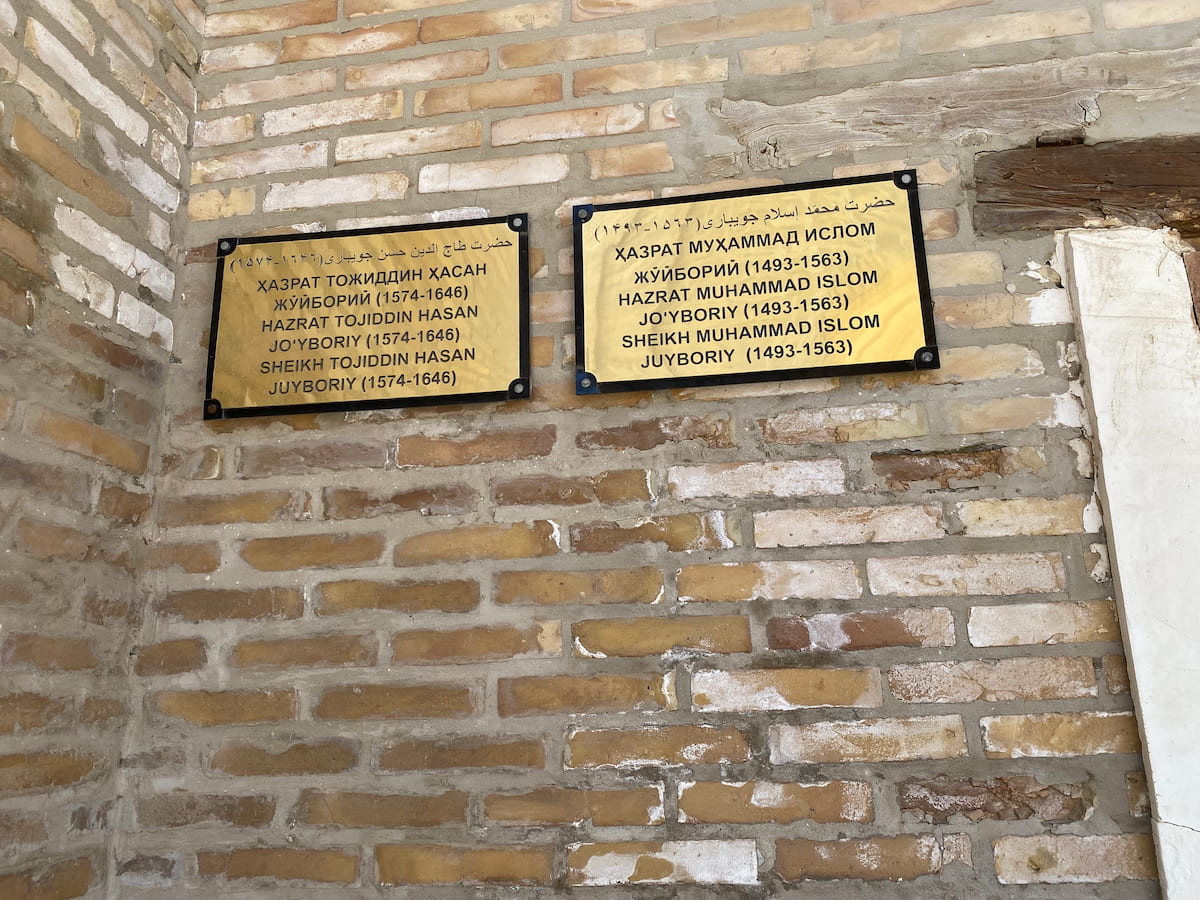 حضرت طاج الدین حسن جویباری(۱۵۷۴-۱۶۴۶)
ҲАЗРАТ ТОЖИДДИН ҲАСАН
ЖЎЙБОРИЙ (1574-1646)
HAZRAT TOJIDDIN HASAN
JO‘YBORIY (1574-1646)
SHEIKH TOJIDDIN HASAN
JUYBORIY (1574-1646)
حضرت محمّد اسلام جویباری(۱۴۹۳-۱۵۶۳)
ҲАЗРАТ МУҲАММАД ИСЛОМ
ЖЎЙБОРИЙ (1493-1563)
HAZRAT MUHAMMAD ISLOM
JO‘YBORIY (1493-1563)
SHEIKH MUHAMMAD ISLOM
JUYBORIY (1493-1563)